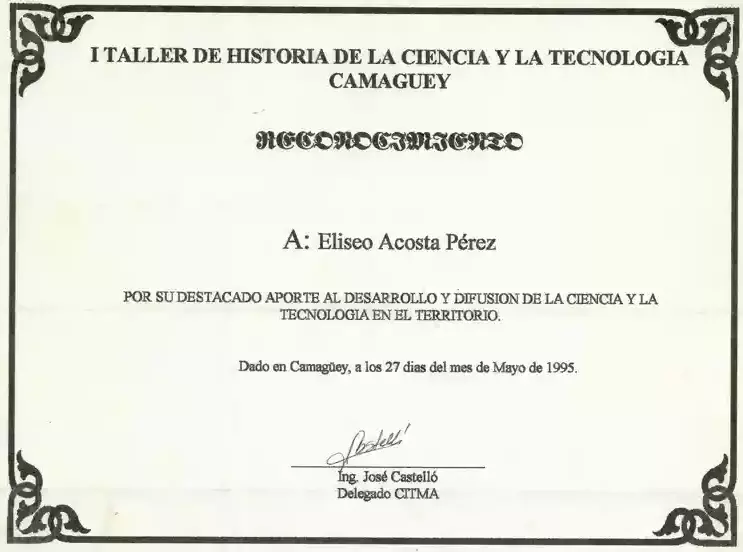 I TALLER DE HISTORIA DE LA CIENCIA Y LA TECNOLOGIA
CAMAGUEY
RECONOCIMIENTO
A: Eliseo Acosta Pérez
POR SU DESTACADO APORTE AL DESARROLLO Y DIFUSION DE LA CIENCIA Y LA
TECNOLOGIA EN EL TERRITORIO.
Dado en Camagüey, a los 27 dias del mes de Mayo de 1995.
Castelló
Ing. José Castelló
Delegado CITMA